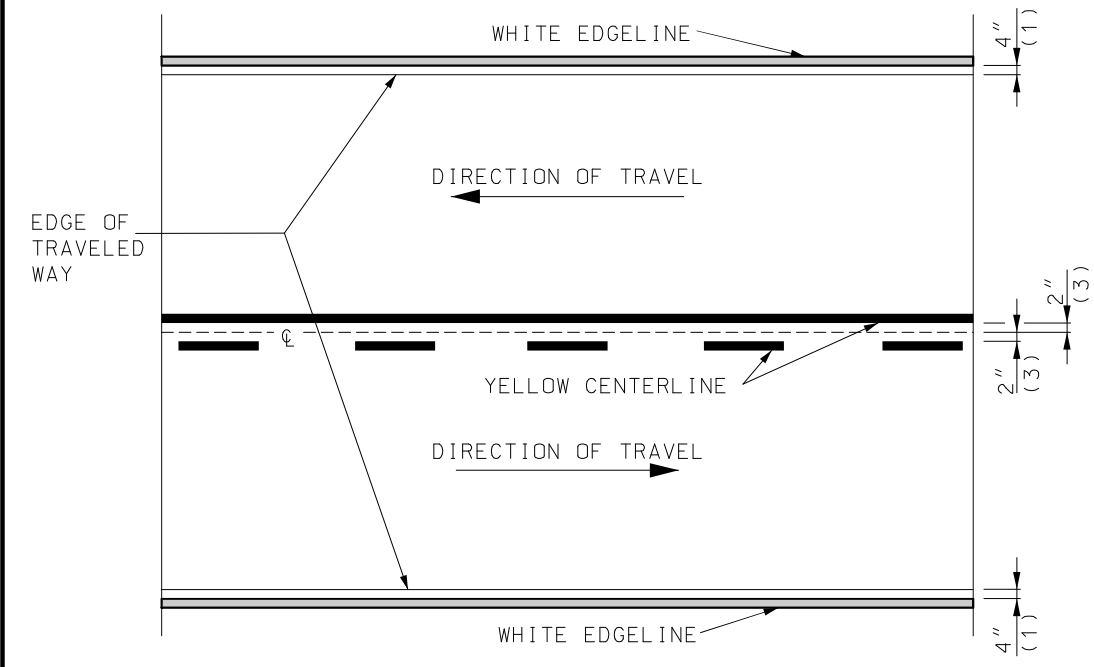 WHITE EDGELINE
4"
(1)
DIRECTION OF TRAVEL
EDGE OF
TRAVELED
WAY
2"
(3)
℄
2"
(3)
YELLOW CENTERLINE
DIRECTION OF TRAVEL
WHITE EDGELINE
4"
(1)